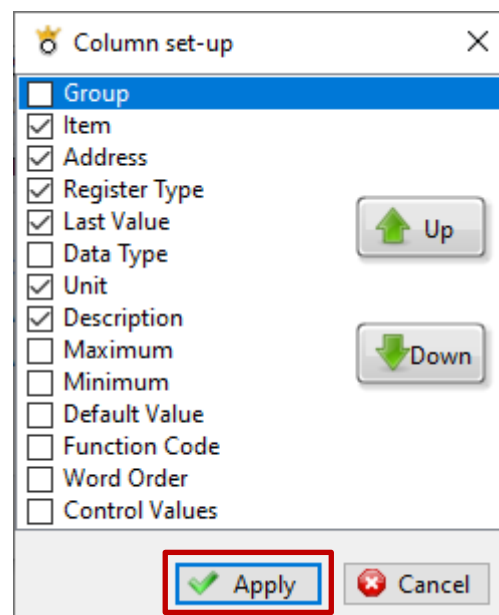 Column set-up
Group
Item
Address
Register Type
Last Value
Up
Data Type
Unit
Description
Maximum
Down
Minimum
Default Value
Function Code
Word Order
Control Values
Apply
Cancel